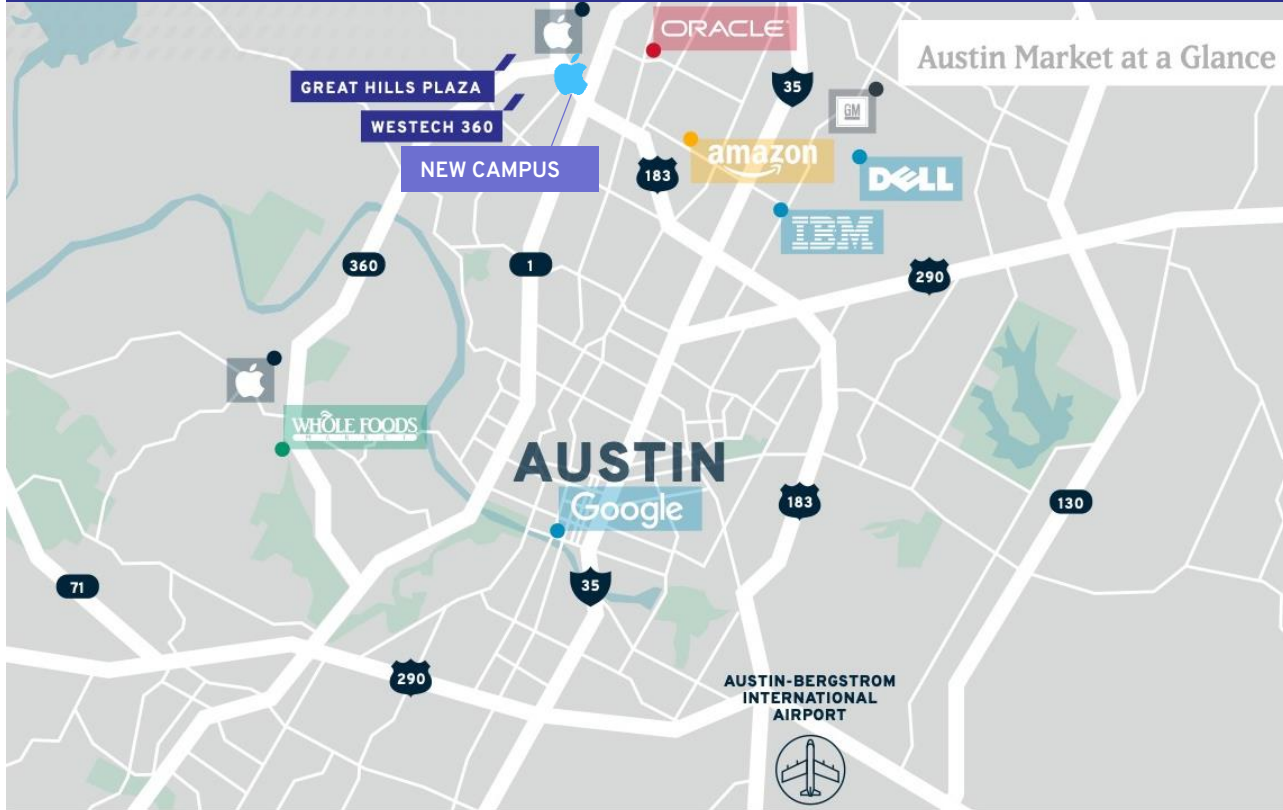 ORACLE
Austin Market at a Glance
GREAT HILLS PLAZA
35
GM
WESTECH 360
amazon
NEW CAMPUS
183
DELL
IBM
360
1
290
WHOLE FOODS
MARKET
AUSTIN
Google
183
130
71
35
290
AUSTIN-BERGSTROM
INTERNATIONAL
AIRPORT